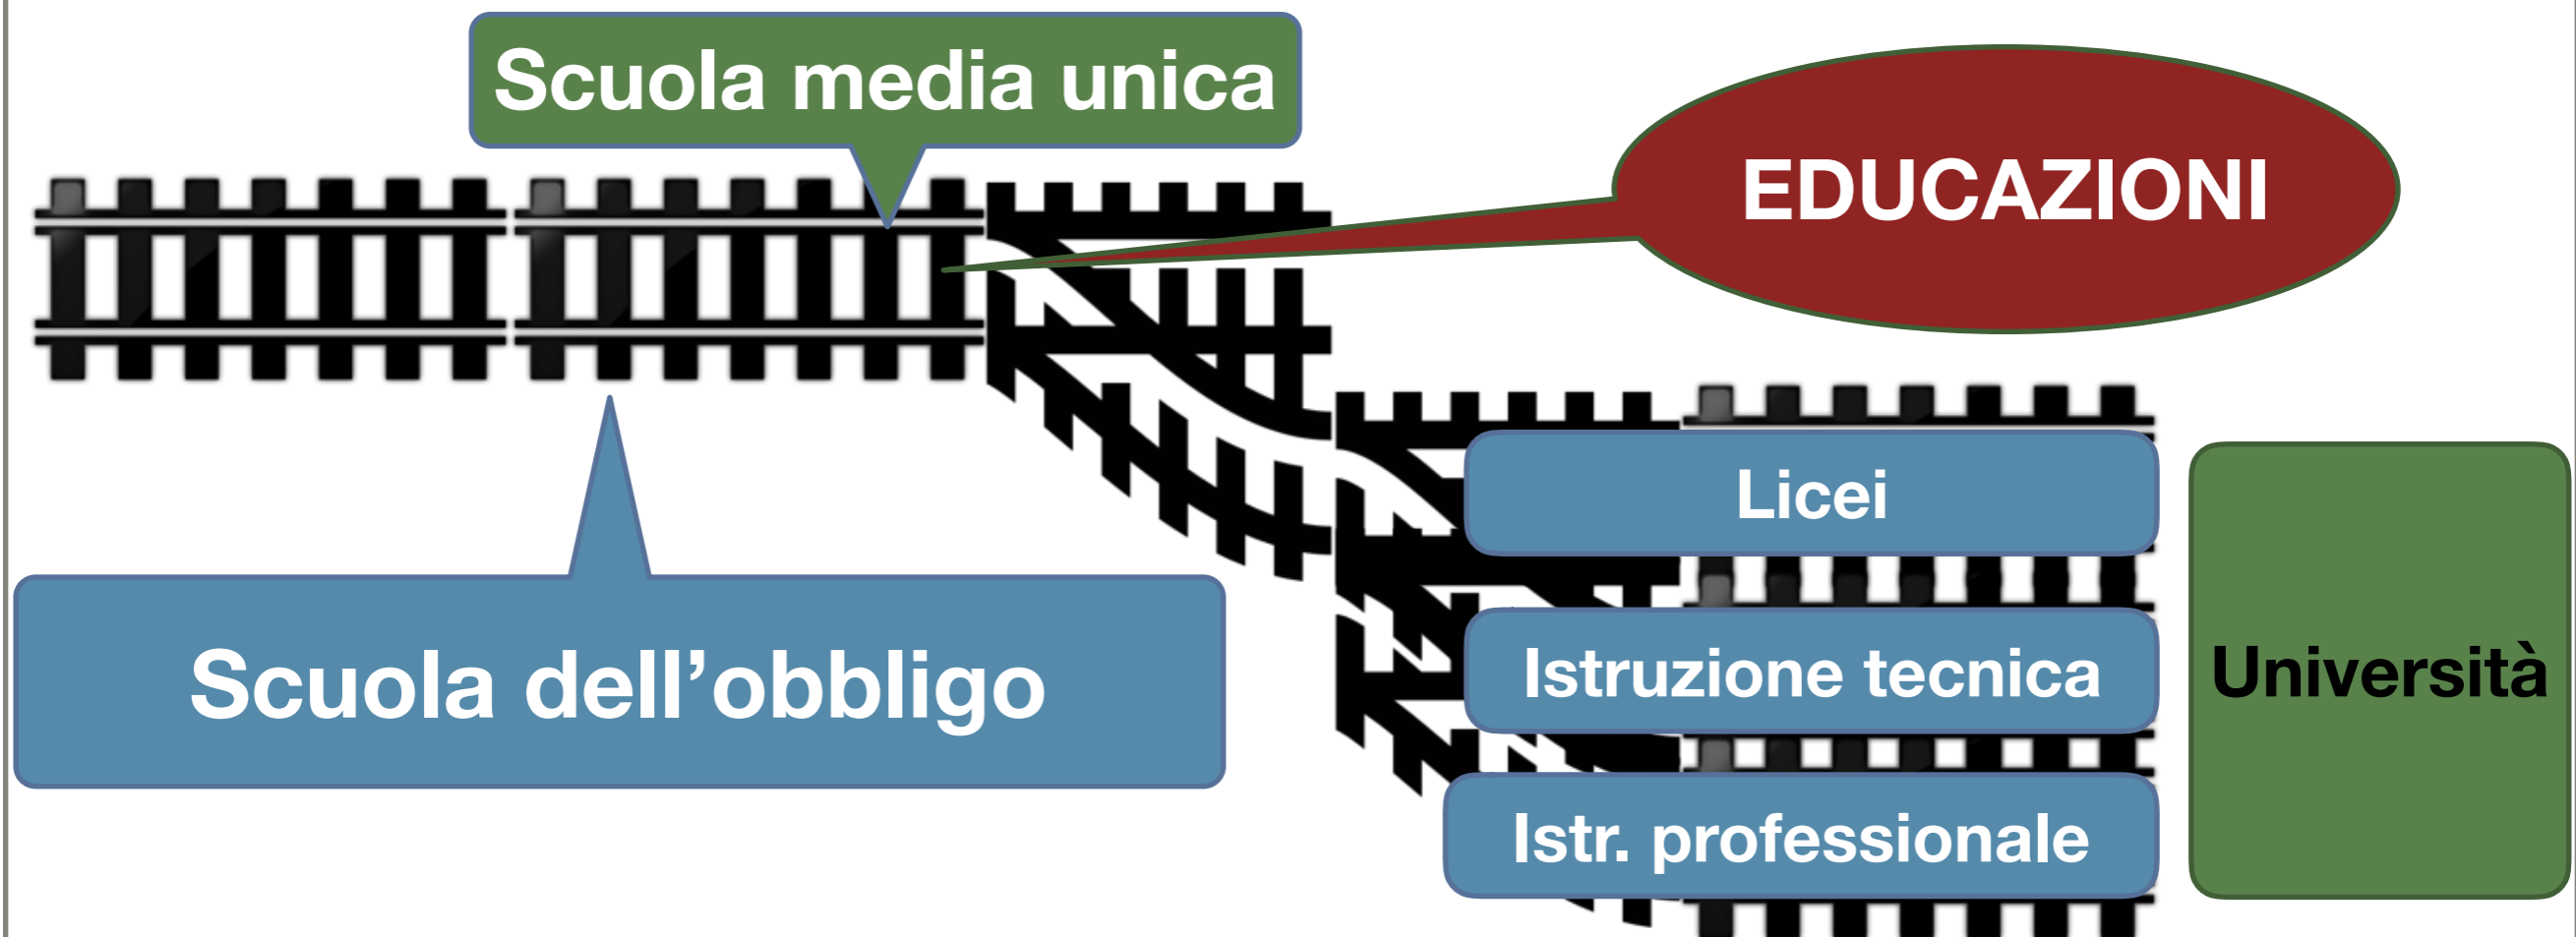 Scuola media unica
EDUCAZIONI
Scuola dell’obbligo
Licei
Istruzione tecnica
Istr. professionale
Università